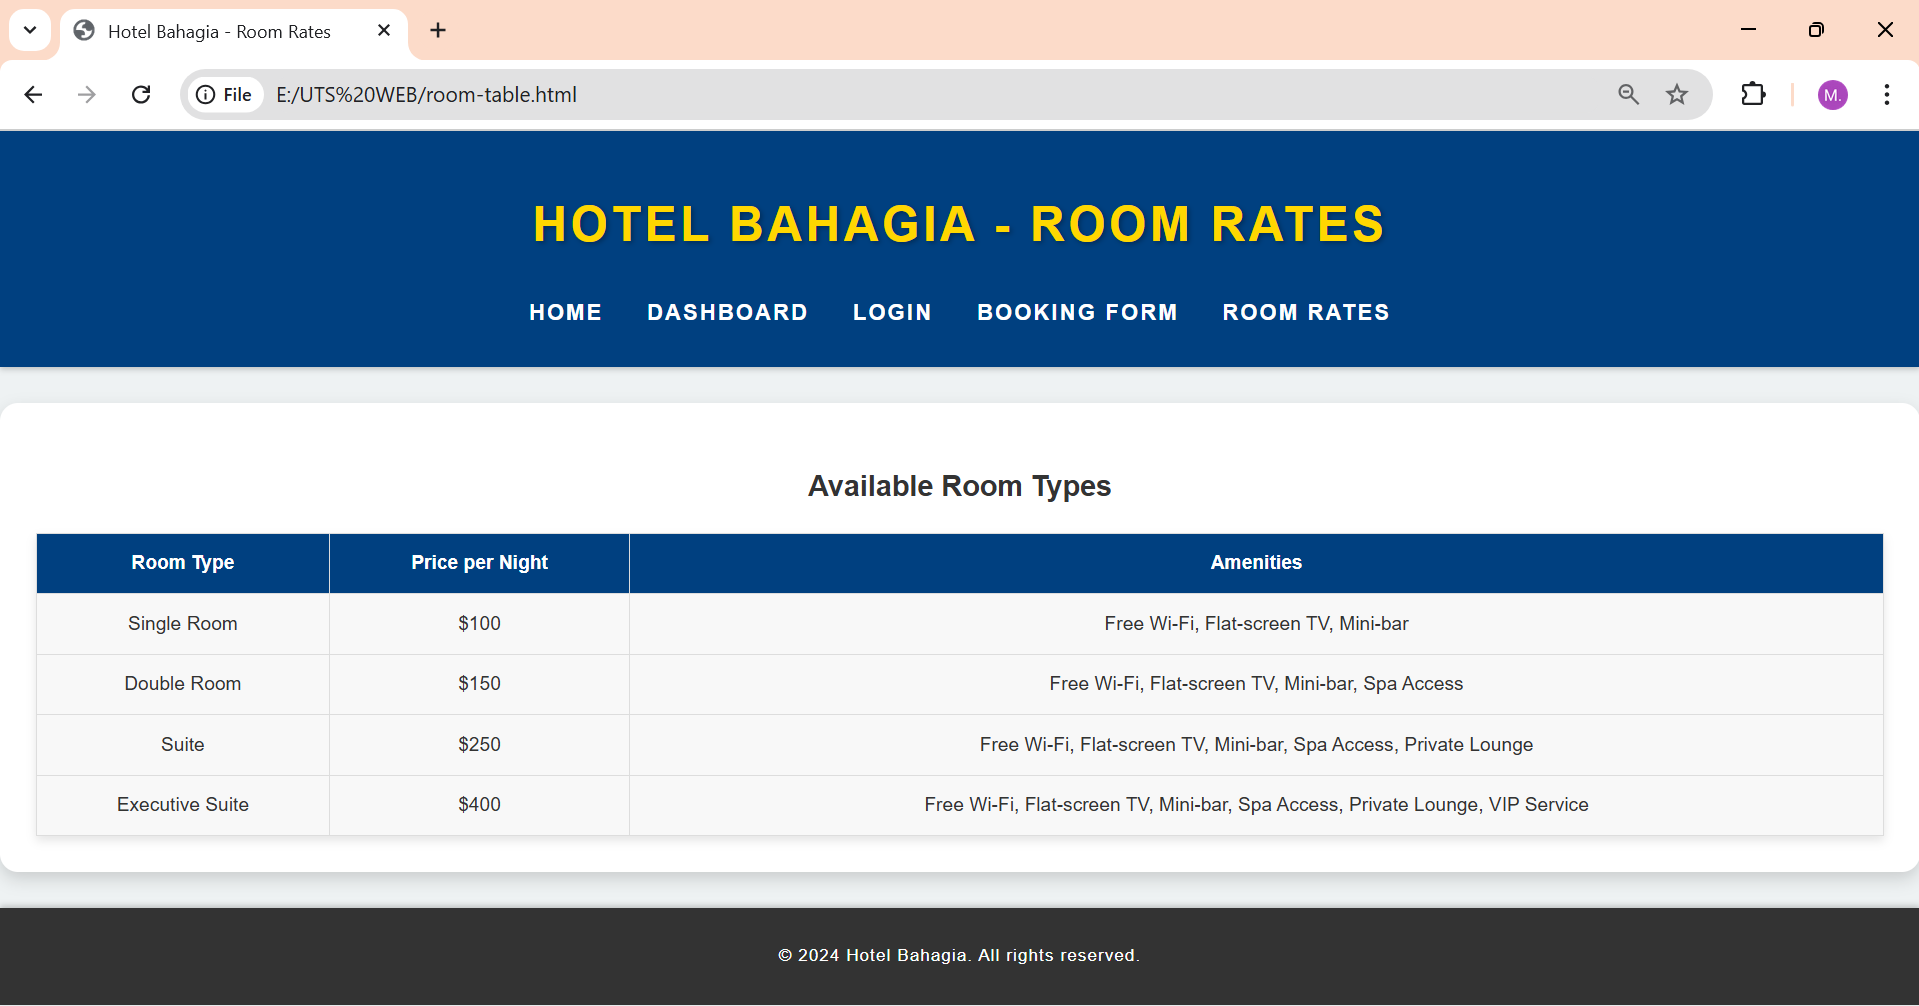 Hotel Bahagia - Room Rates
File E:/UTS%20WEB/room-table.html
M.
HOTEL BAHAGIA - ROOM RATES
HOME DASHBOARD LOGIN BOOKING FORM ROOM RATES
Available Room Types
Room Type Price per Night Amenities
Single Room $100 Free Wi-Fi, Flat-screen TV, Mini-bar
Double Room $150 Free Wi-Fi, Flat-screen TV, Mini-bar, Spa Access
Suite $250 Free Wi-Fi, Flat-screen TV, Mini-bar, Spa Access, Private Lounge
Executive Suite $400 Free Wi-Fi, Flat-screen TV, Mini-bar, Spa Access, Private Lounge, VIP Service
© 2024 Hotel Bahagia. All rights reserved.